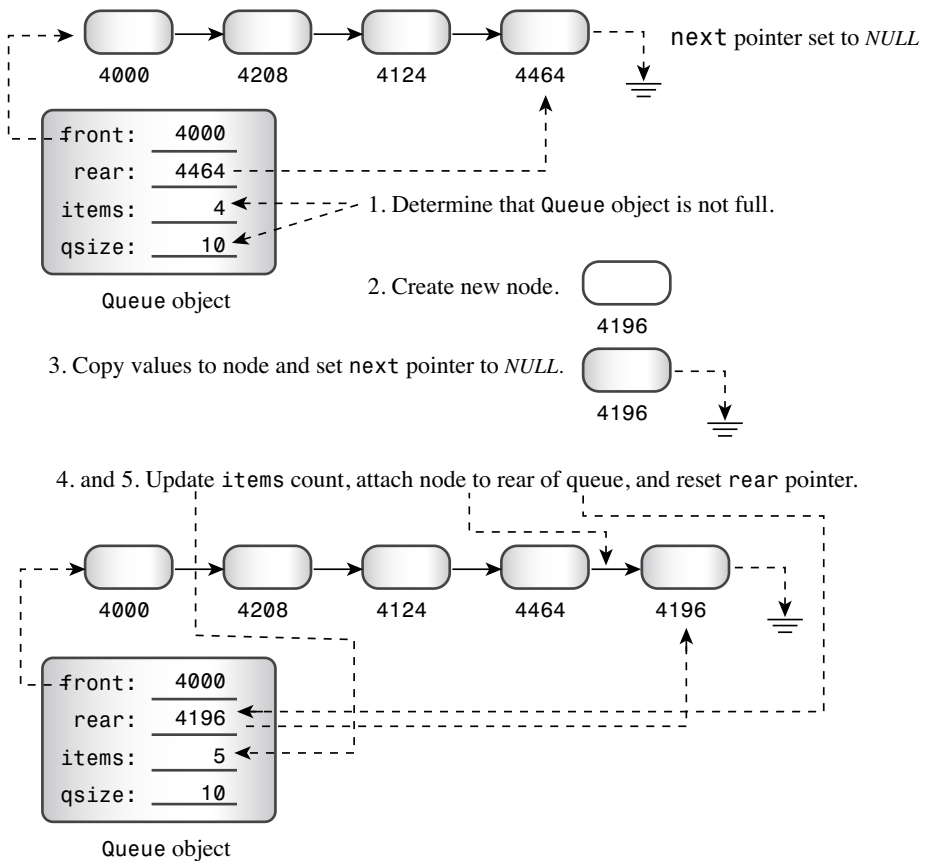 next pointer set to NULL
4000 4208 4124 4464
front: 4000
rear: 4464
items: 4
qsize: 10
1. Determine that Queue object is not full.
Queue object
2. Create new node.
4196
3. Copy values to node and set next pointer to NULL.
4196
4. and 5. Update items count, attach node to rear of queue, and reset rear pointer.
4000 4208 4124 4464 4196
front: 4000
rear: 4196
items: 5
qsize: 10
Queue object